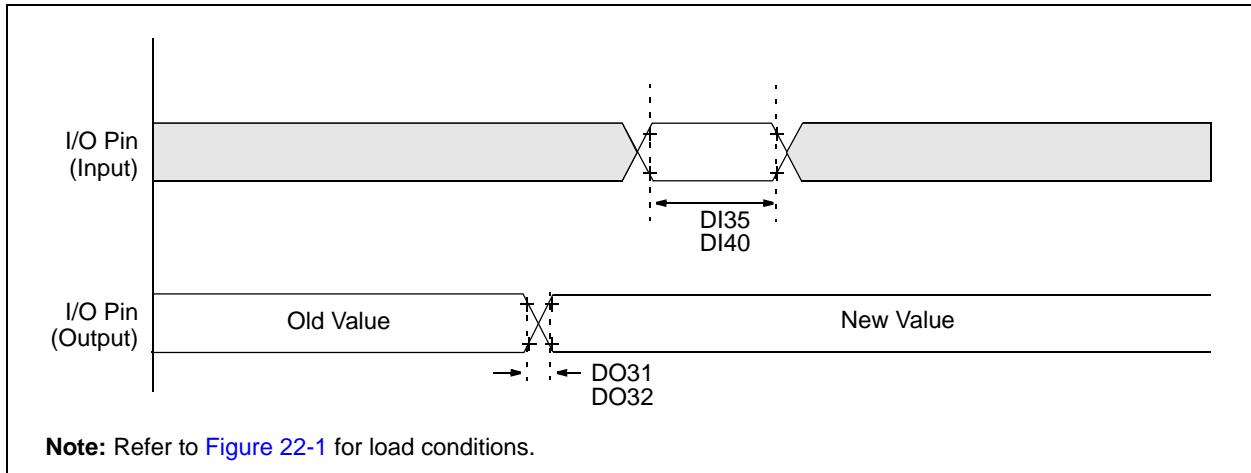 I/O Pin
(Input)
DI35
DI40
I/O Pin
(Output)
Old Value
New Value
DO31
DO32
Note: Refer to Figure 22-1 for load conditions.